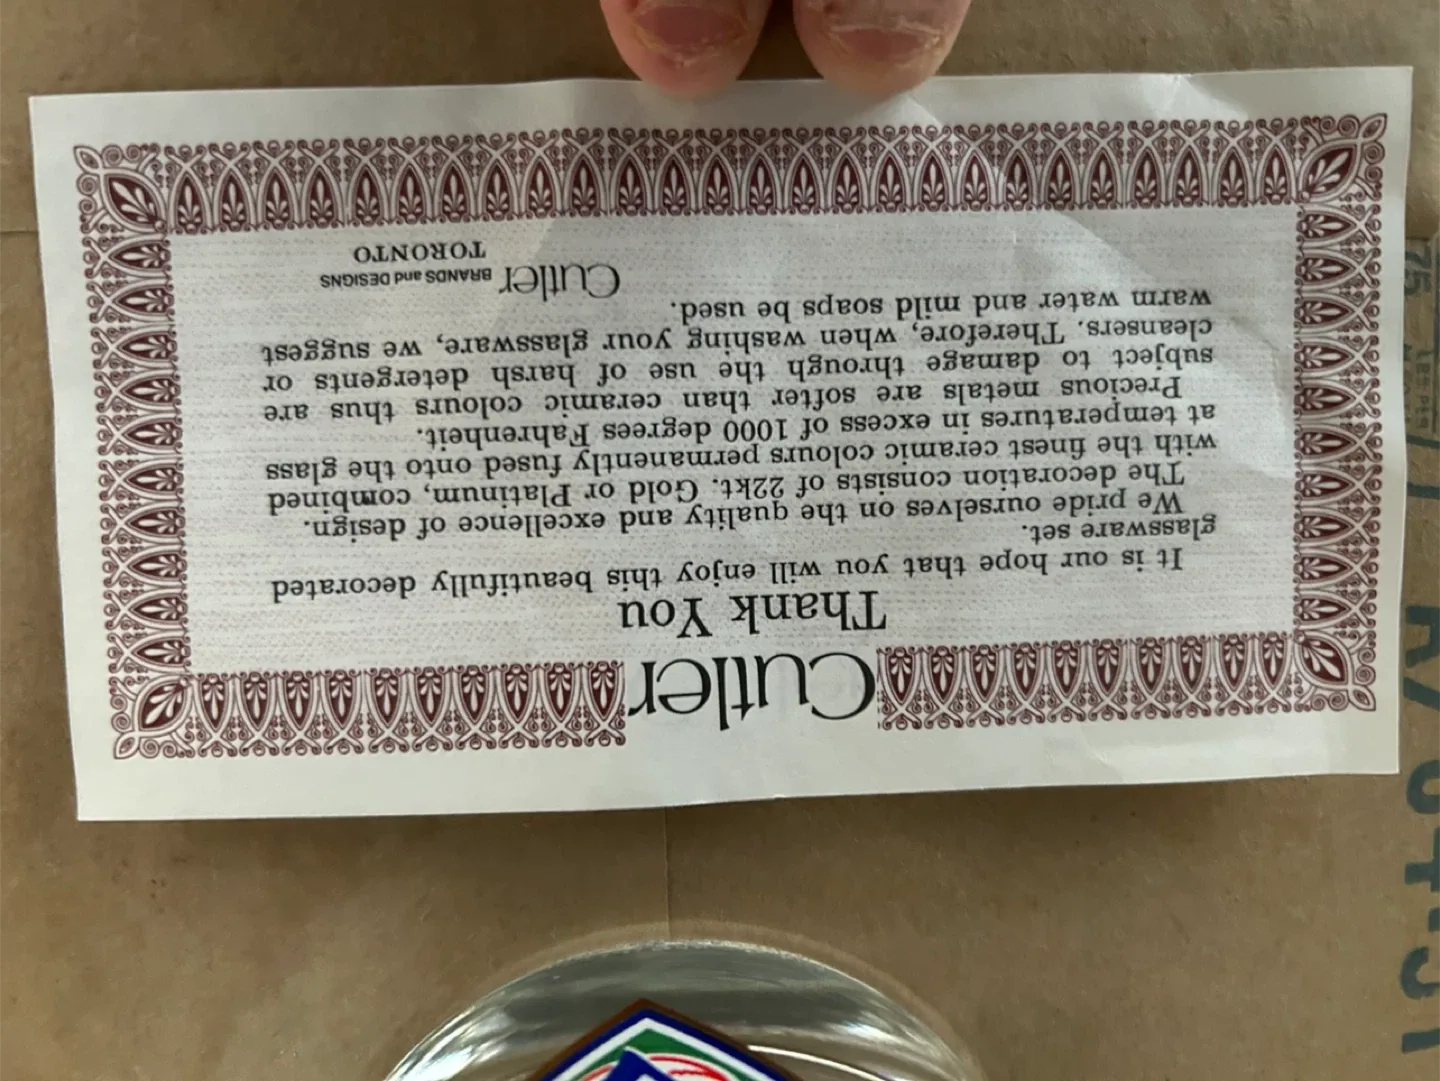 Cutler
Thank You
It is our hope that you will enjoy this beautifully decorated
glassware set.
We pride ourselves on the quality and excellence of design.
The decoration consists of 22kt. Gold or Platinum, combined
with the finest ceramic colours permanently fused onto the glass
at temperatures in excess of 1000 degrees Fahrenheit.
Precious metals are softer than ceramic colours thus are
subject to damage through the use of harsh detergents or
cleansers. Therefore, when washing your glassware, we suggest
warm water and mild soaps be used.
Cutler BRANDS and DESIGNS
TORONTO
75